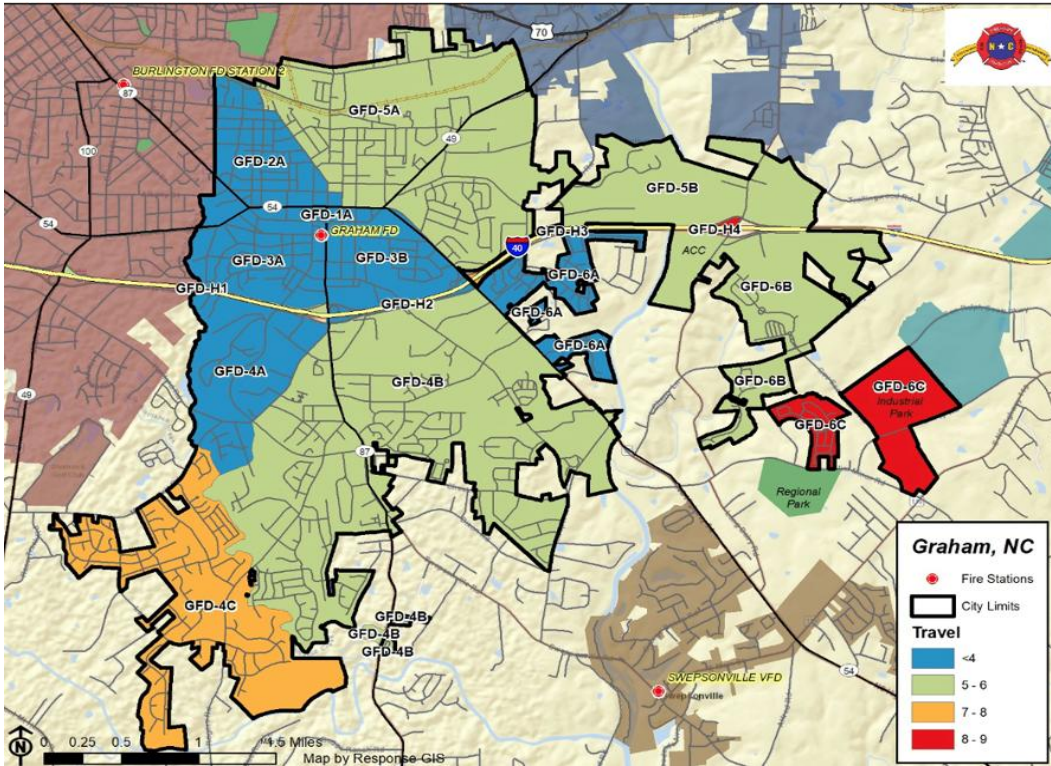 70
N★C
BURLINGTON FD STATION 2
87
GFD-5A
100
49
GFD-2A
GFD-5B
54
GFD-1A
GRAHAM FD
GFD-H3
GFD-H4
54
40
ACC
GFD-3A
GFD-3B
GFD-6A
GFD-H1
GFD-H2
GFD-6B
GFD-6A
GFD-6A
GFD-4A
GFD-4B
GFD-6B
GFD-6C
Industrial
Park
49
GFD-6C
87
Regional
Park
GFD-4C
GFD-4B
GFD-4B
GFD-4B
SWEPSONVILLE VFD
54
Graham, NC
Fire Stations
City Limits
Travel
<4
5 - 6
7 - 8
8 - 9
N
0 0.25 0.5 1 1.5 Miles
Map by Response GIS